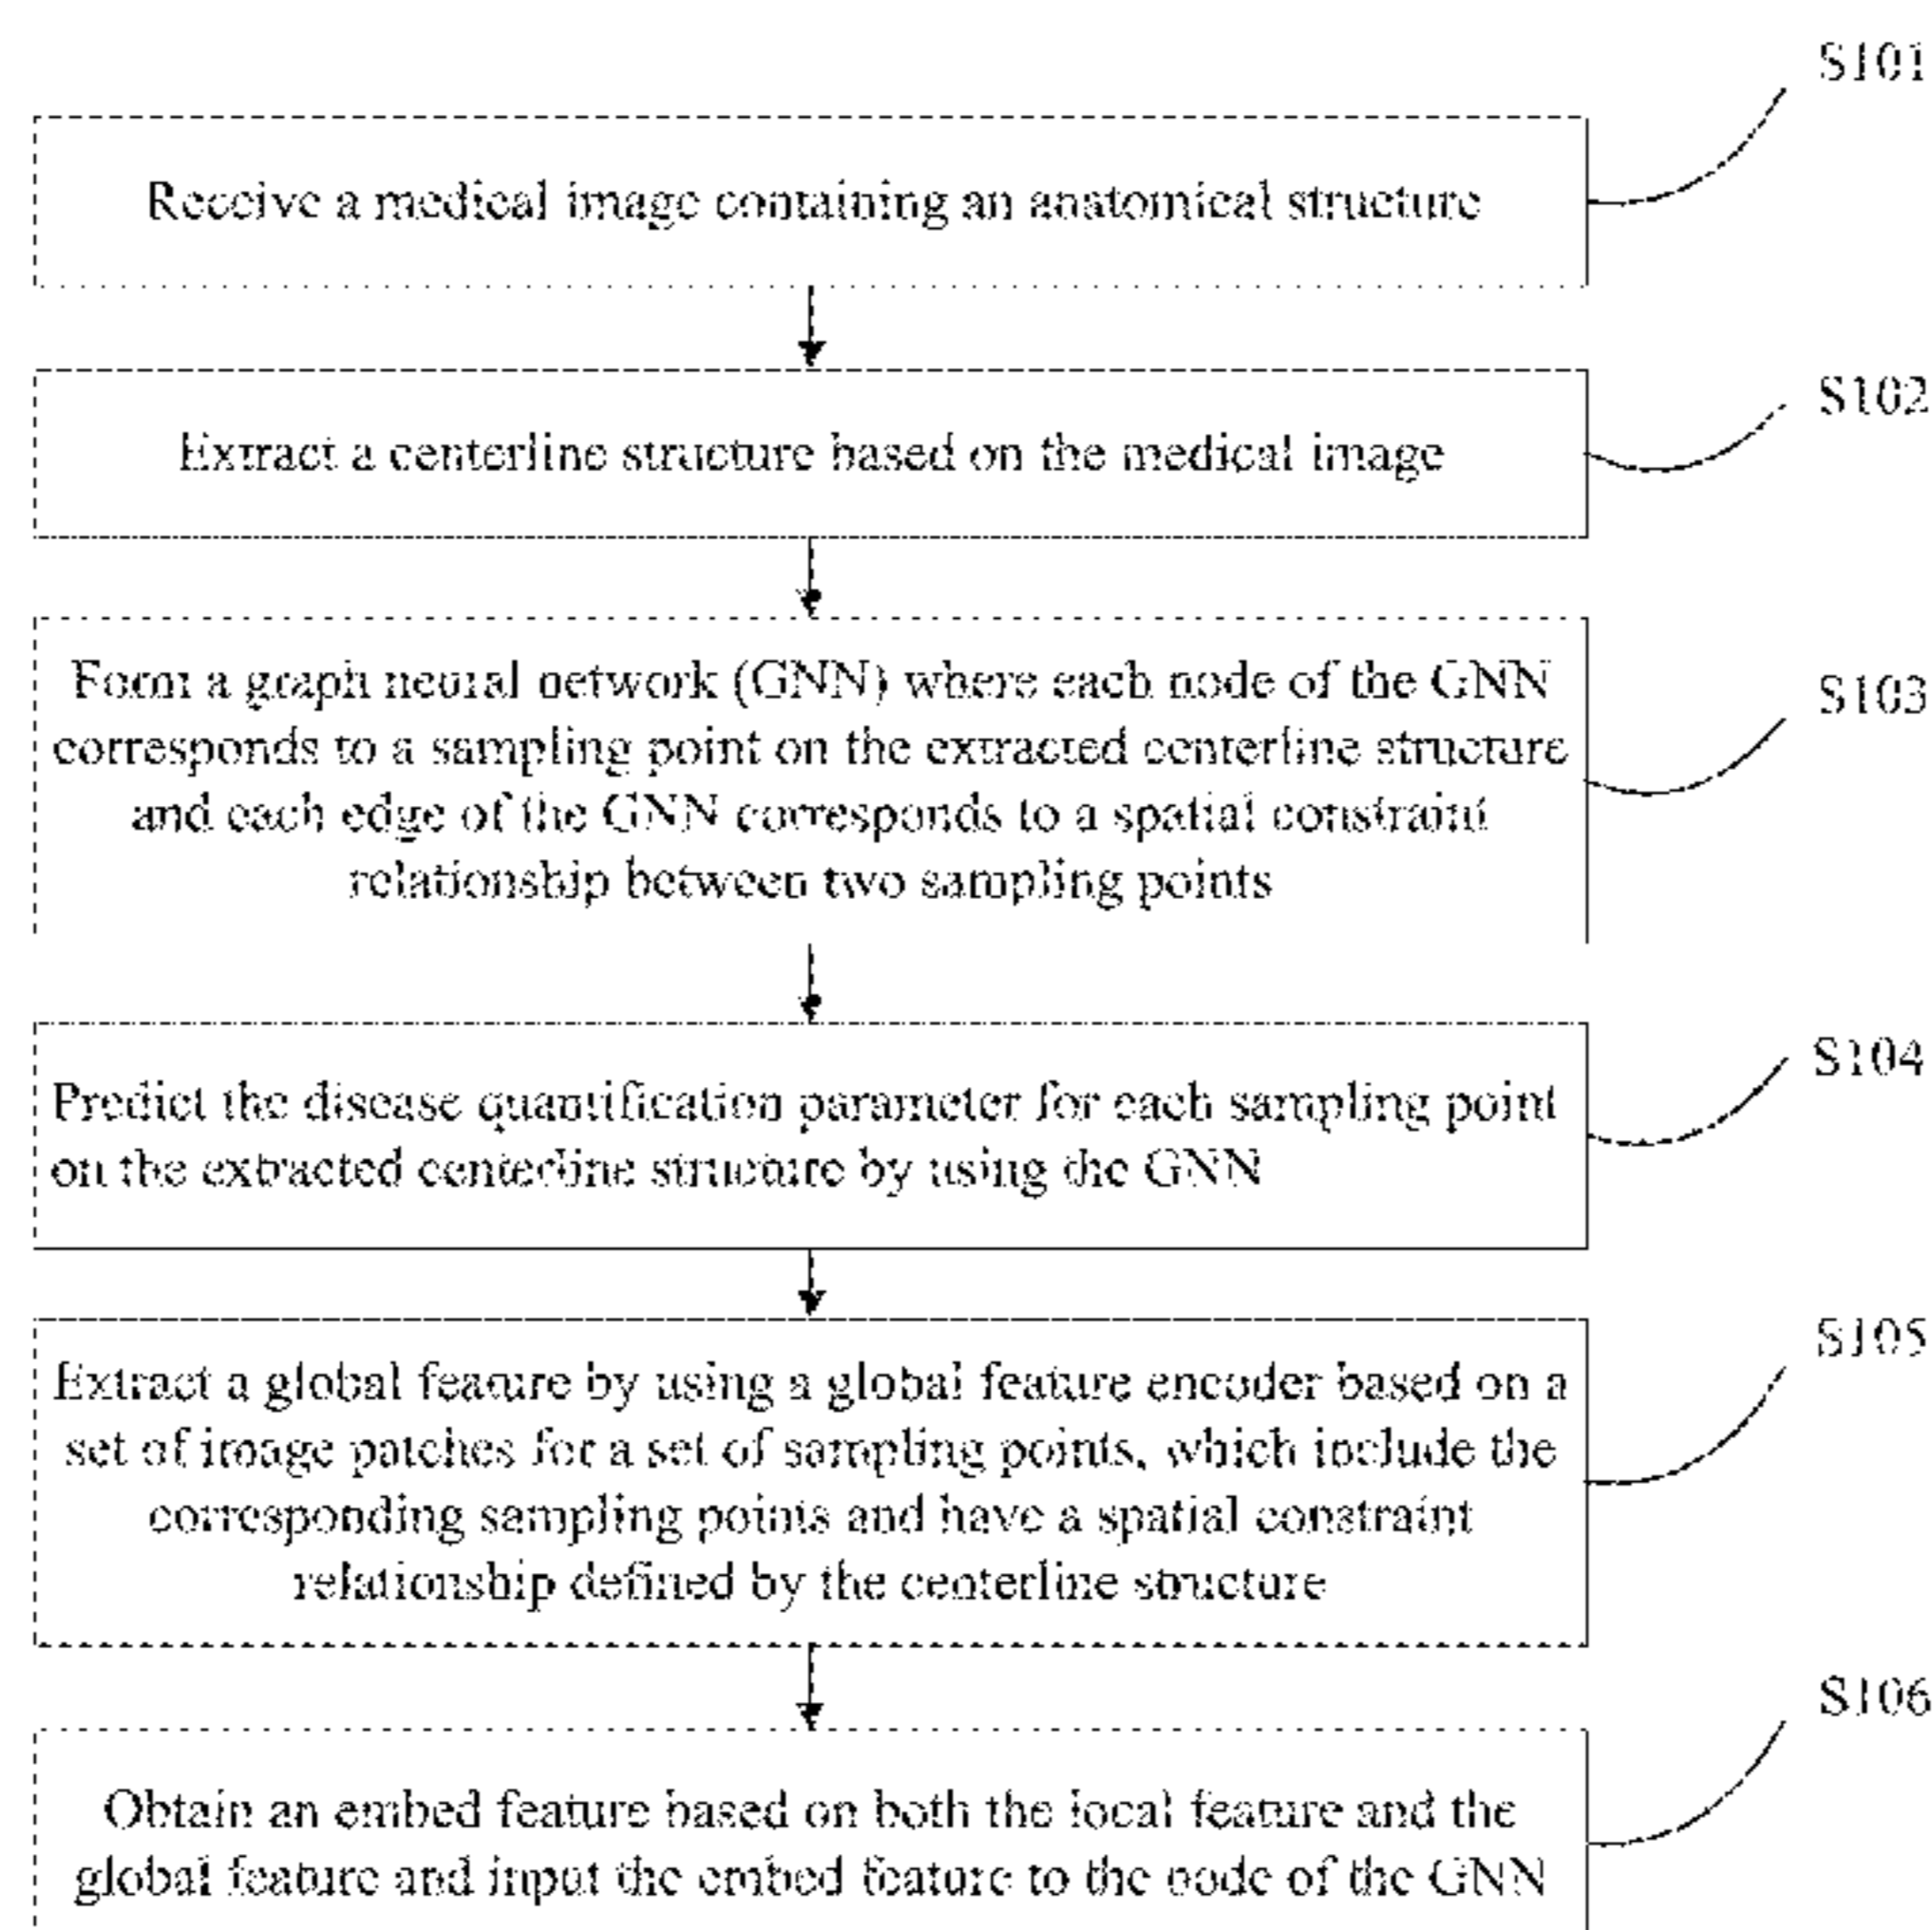 S101
Receive a medical image containing an anatomical structure
S102
Extract a centerline structure based on the medical image
Form a graph neural network (GNN) where each node of the GNN
S103
corresponds to a sampling point on the extracted centerline structure
and each edge of the GNN corresponds to a spatial constraint
relationship between two sampling points
S104
Predict the disease quantification parameter for each sampling point
on the extracted centerline structure by using the GNN
S105
Extract a global feature by using a global feature encoder based on a
set of image patches for a set of sampling points, which include the
corresponding sampling points and have a spatial constraint
relationship defined by the centerline structure
S106
Obtain an embed feature based on both the local feature and the
global feature and input the embed feature to the node of the GNN